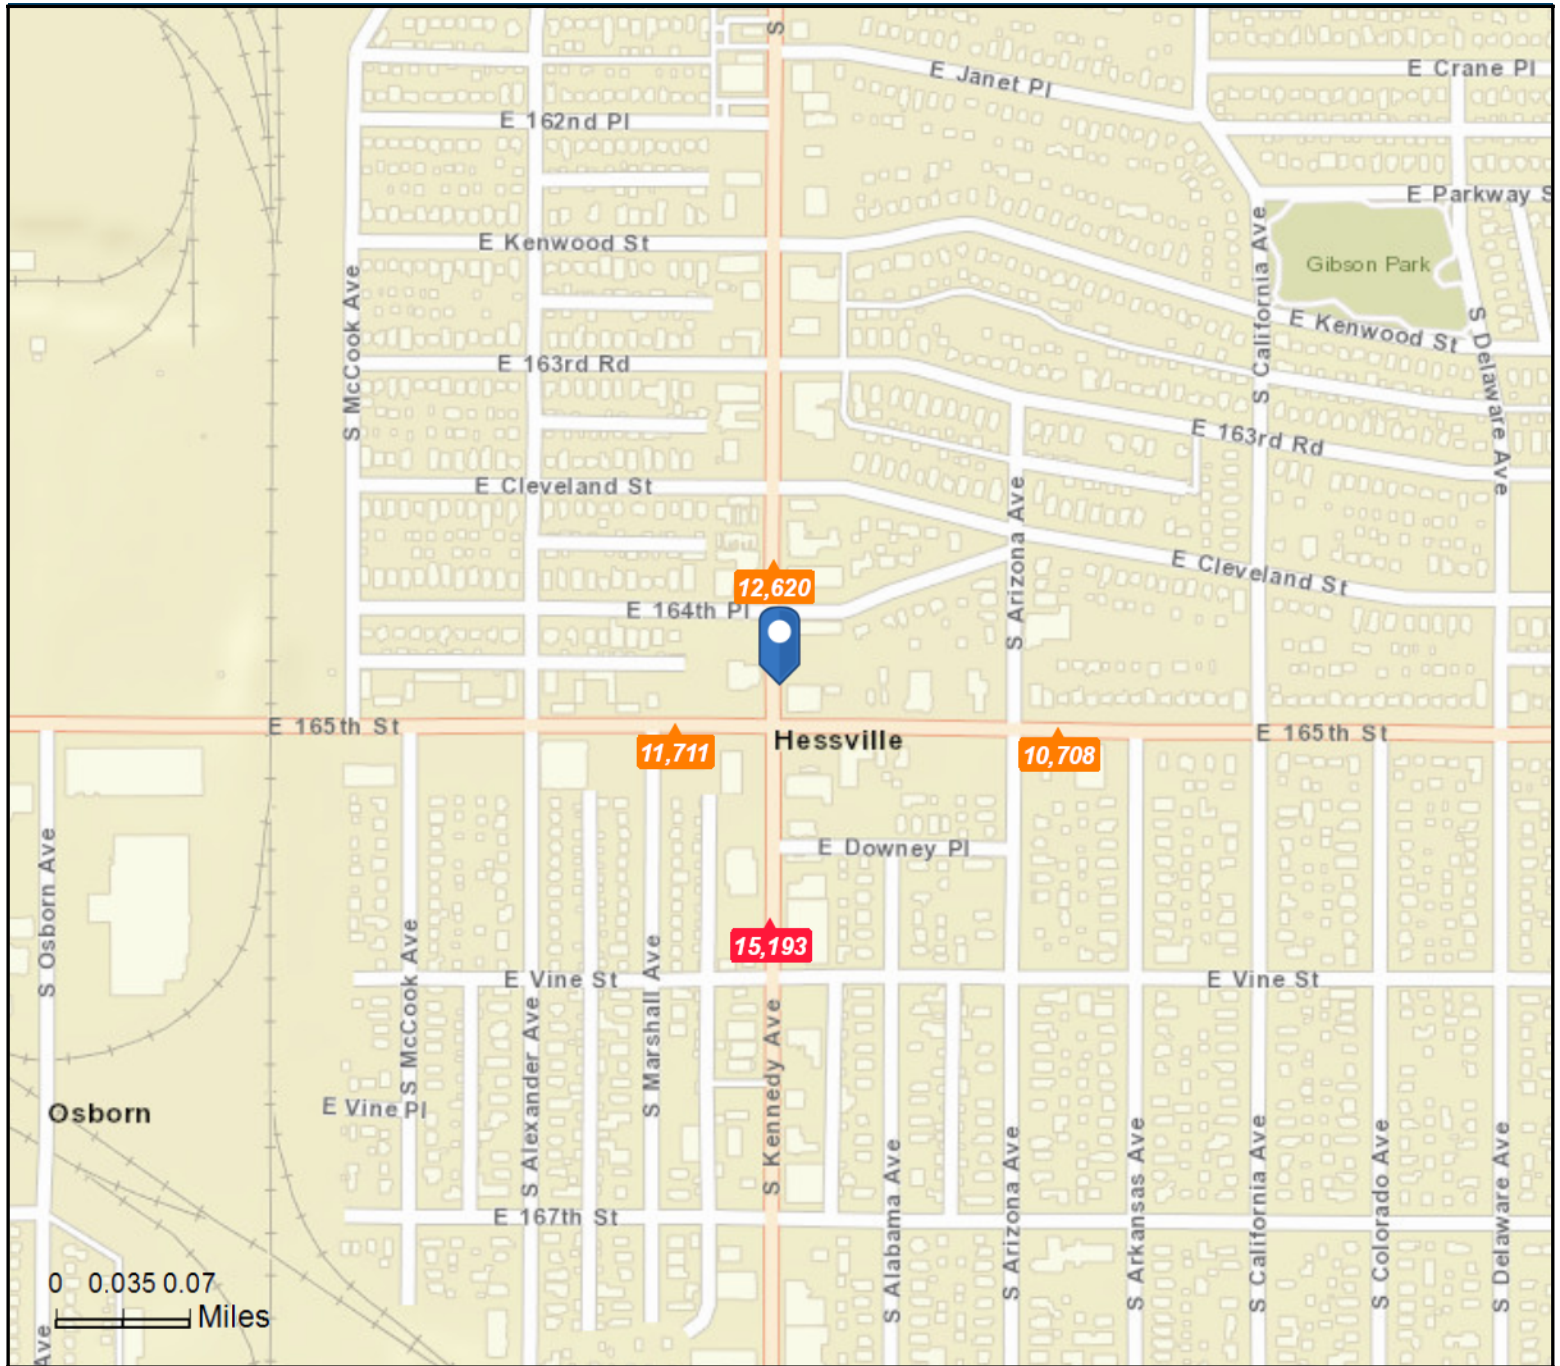 S
E Janet Pl
E Crane Pl
E 162nd Pl
E Parkway S
E Kenwood St
S California Ave
Gibson Park
S McCook Ave
E Kenwood St
S Delaware Ave
E 163rd Rd
E 163rd Rd
E Cleveland St
S Arizona Ave
E Cleveland St
12,620
E 164th Pl
E 165th St
11,711
Hessville
10,708
E 165th St
E Downey Pl
S Osborn Ave
15,193
E Vine St
E Vine St
S McCook Ave
S Alexander Ave
S Marshall Ave
S Kennedy Ave
E Vine Pl
Osborn
S Alabama Ave
S Arizona Ave
S Arkansas Ave
S California Ave
S Colorado Ave
S Delaware Ave
E 167th St
0 0.035 0.07
Miles
Ave